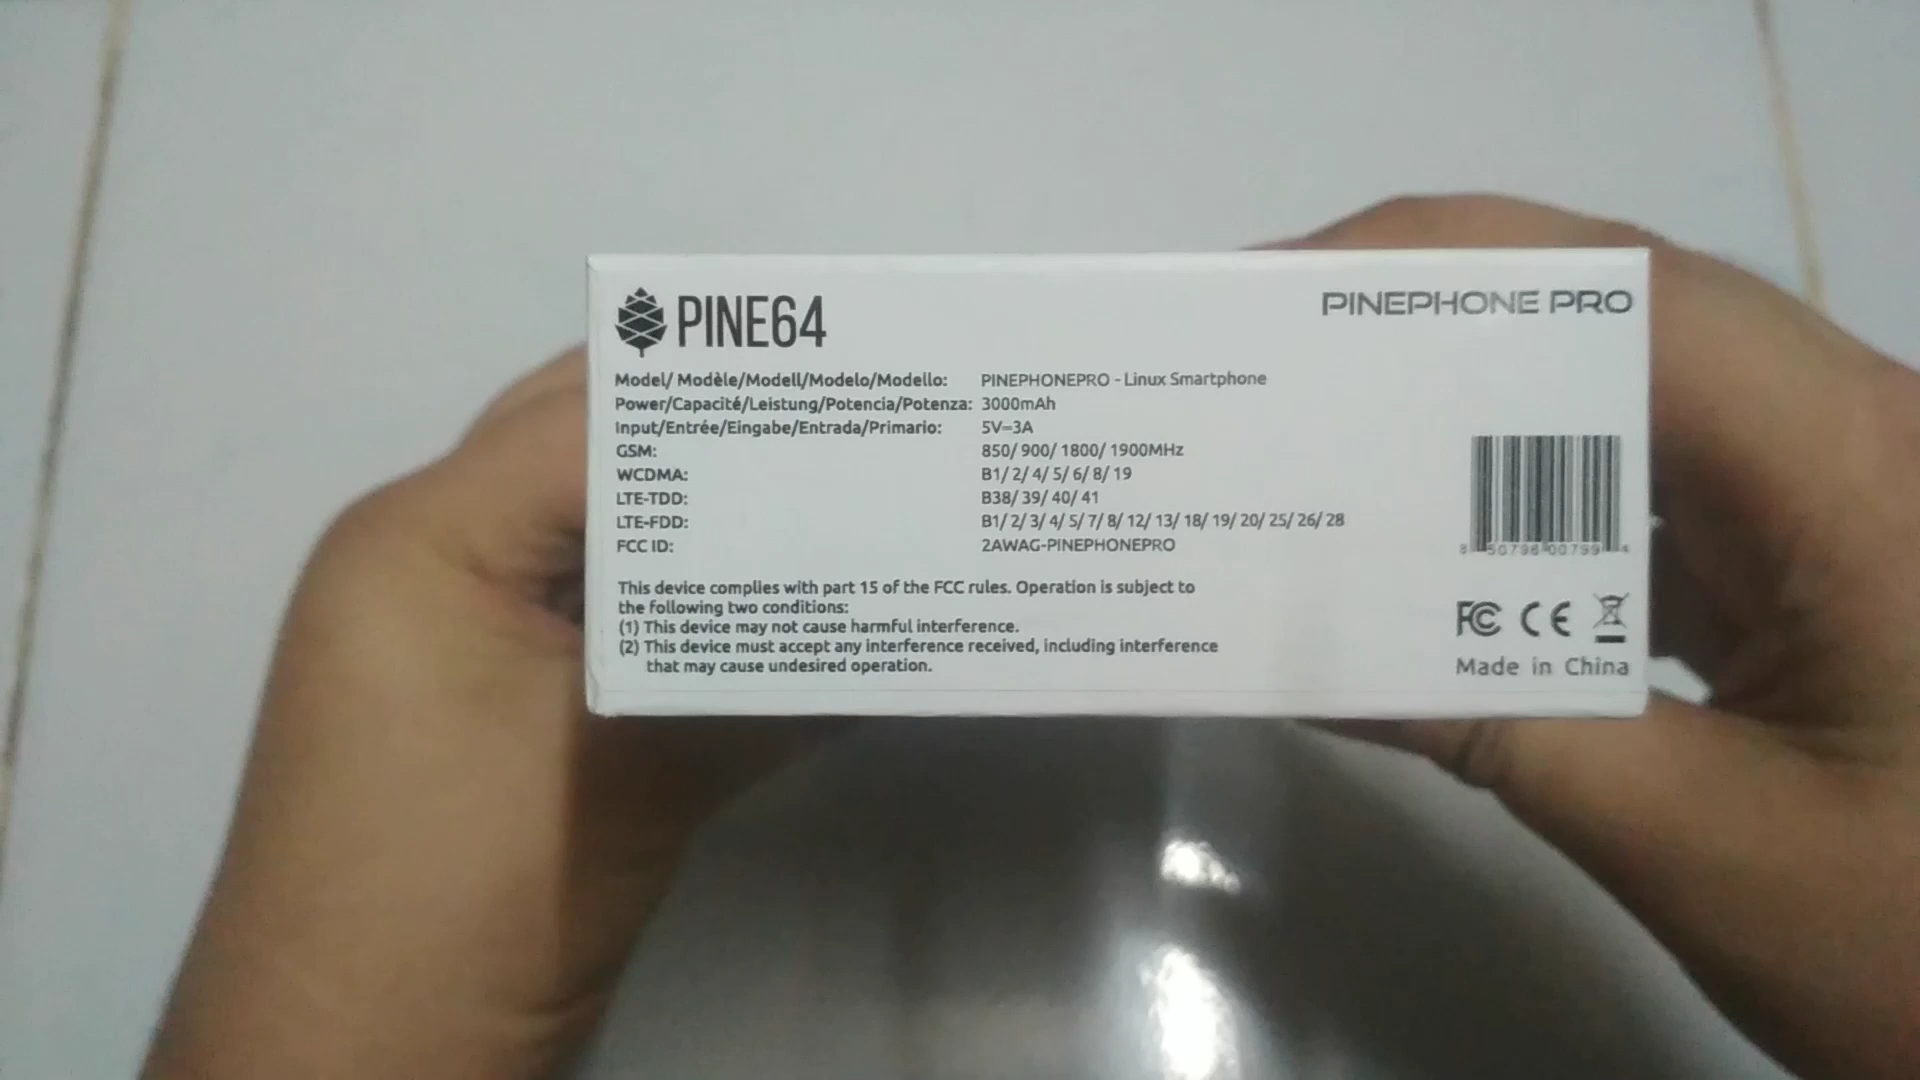 PINE64
PINEPHONE PRO
Model/ Modèle/Modell/Modelo/Modello: PINEPHONEPRO - Linux Smartphone
Power/Capacité/Leistung/Potencia/Potenza: 3000mAh
Input/Entrée/Eingabe/Entrada/Primario: 5V=3A
GSM: 850/ 900/ 1800/ 1900MHz
WCDMA: B1/ 2/ 4/ 5/ 6/ 8/ 19
LTE-TDD: B38/ 39/ 40/ 41
LTE-FDD: B1/ 2/ 3/ 4/ 5/ 7/ 8/ 12/ 13/ 18/ 19/ 20/ 25/ 26/ 28
FCC ID: 2AWAG-PINEPHONEPRO
8 50798 00799 4
This device complies with part 15 of the FCC rules. Operation is subject to
the following two conditions:
(1) This device may not cause harmful interference.
(2) This device must accept any interference received, including interference
that may cause undesired operation.
FC CE
Made in China